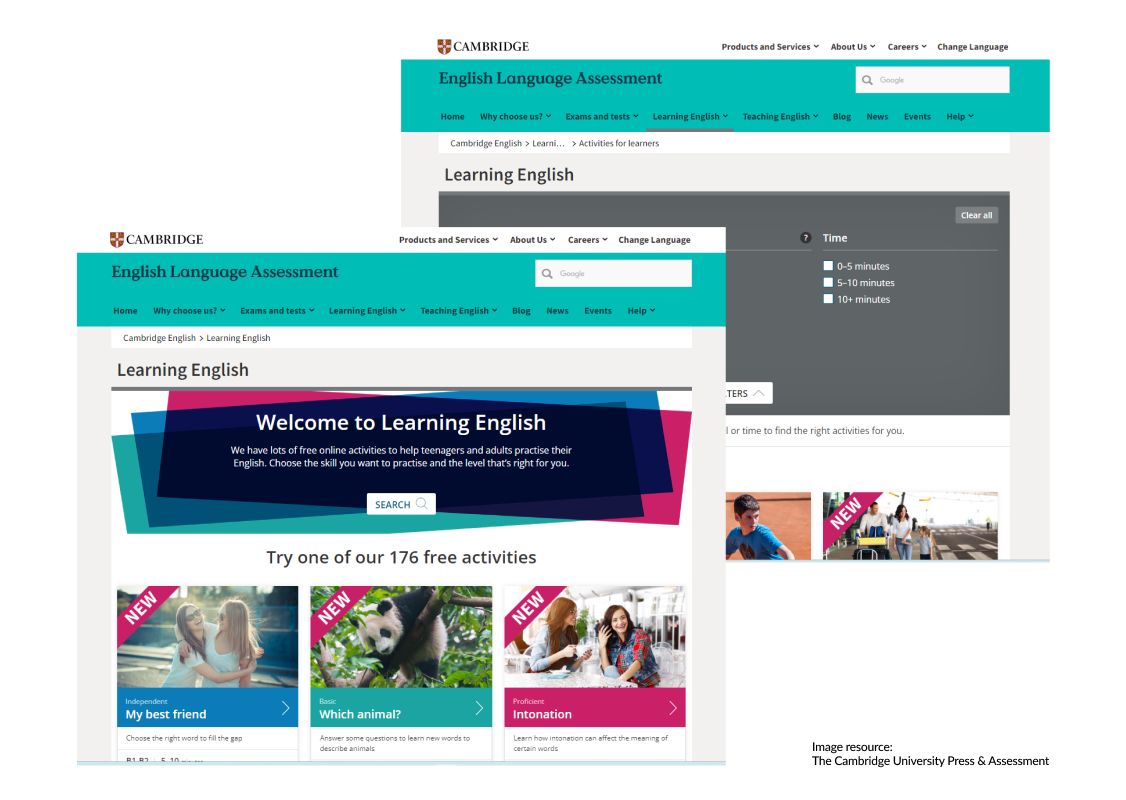 CAMBRIDGE
Products and Services About Us Careers Change Language
English Language Assessment
Google
Home Why choose us? Exams and tests Learning English Teaching English Blog News Events Help
Cambridge English > Learni... > Activities for learners
Learning English
Clear all
? Time
0–5 minutes
5–10 minutes
10+ minutes
or time to find the right activities for you.
NEW
CAMBRIDGE
Products and Services About Us Careers Change Language
English Language Assessment
Google
Home Why choose us? Exams and tests Learning English Teaching English Blog News Events Help
Cambridge English > Learning English
Learning English
Welcome to Learning English
We have lots of free online activities to help teenagers and adults practise their
English. Choose the skill you want to practise and the level that's right for you.
SEARCH
Try one of our 176 free activities
NEW NEW NEW
Independent
My best friend
Choose the right word to fill the gap
B1-B2 5–10 minutes
Basic
Which animal?
Answer some questions to learn new words to
describe animals
Proficient
Intonation
Learn how intonation can affect the meaning of
certain words
Image resource:
The Cambridge University Press & Assessment